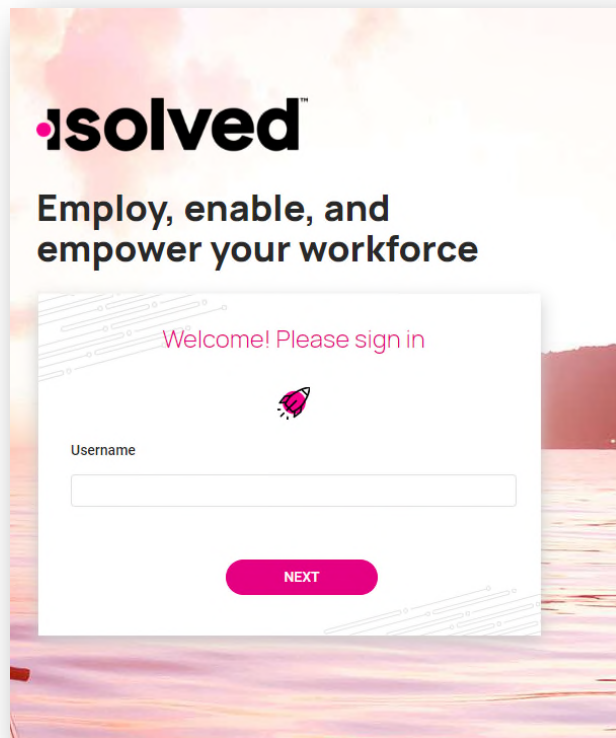 isolved™
Employ, enable, and
empower your workforce
Welcome! Please sign in
Username
NEXT